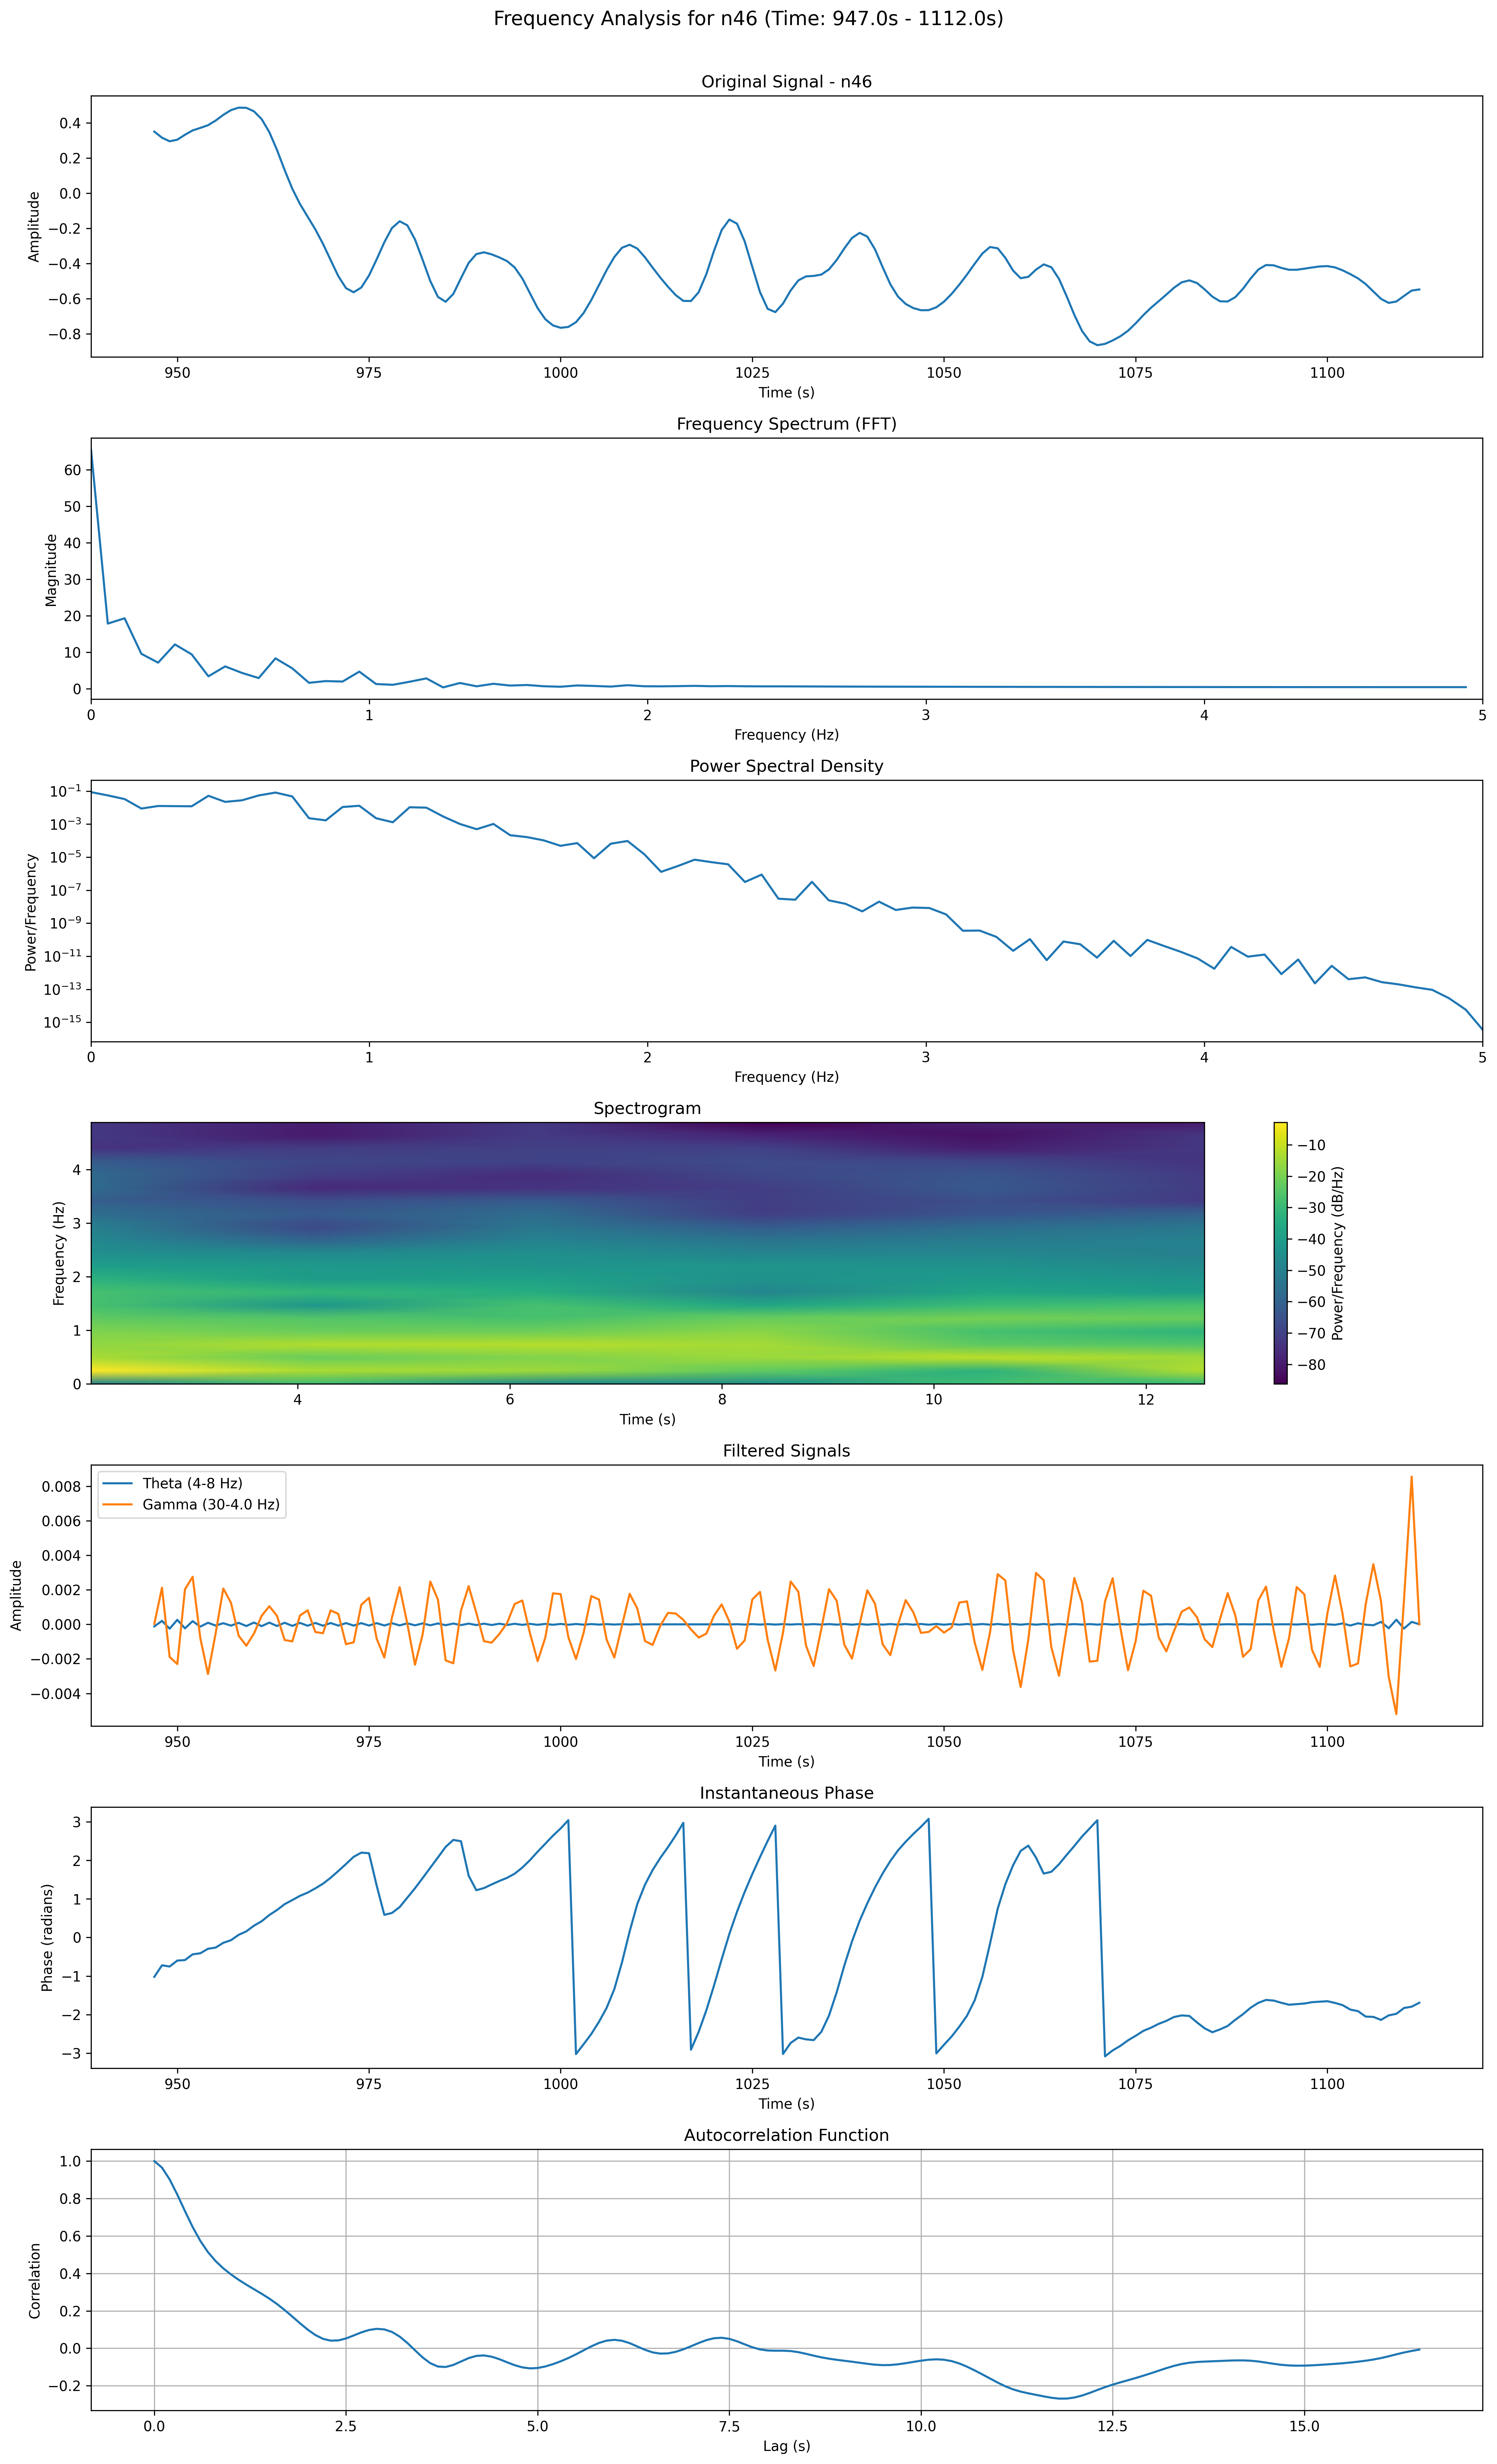 Frequency Analysis for n46 (Time: 947.0s - 1112.0s)
Original Signal - n46
Amplitude
0.4
0.2
0.0
−0.2
−0.4
−0.6
−0.8
950 975 1000 1025 1050 1075 1100
Time (s)
Frequency Spectrum (FFT)
Magnitude
60
50
40
30
20
10
0
0 1 2 3 4 5
Frequency (Hz)
Power Spectral Density
Power/Frequency
10⁻¹
10⁻³
10⁻⁵
10⁻⁷
10⁻⁹
10⁻¹¹
10⁻¹³
10⁻¹⁵
0 1 2 3 4 5
Frequency (Hz)
Spectrogram
Frequency (Hz)
4
3
2
1
0
4 6 8 10 12
Time (s)
−10
−20
−30
−40
−50
−60
−70
−80
Power/Frequency (dB/Hz)
Filtered Signals
Theta (4-8 Hz)
Gamma (30-4.0 Hz)
Amplitude
0.008
0.006
0.004
0.002
0.000
−0.002
−0.004
950 975 1000 1025 1050 1075 1100
Time (s)
Instantaneous Phase
Phase (radians)
3
2
1
0
−1
−2
−3
950 975 1000 1025 1050 1075 1100
Time (s)
Autocorrelation Function
Correlation
1.0
0.8
0.6
0.4
0.2
0.0
−0.2
0.0 2.5 5.0 7.5 10.0 12.5 15.0
Lag (s)